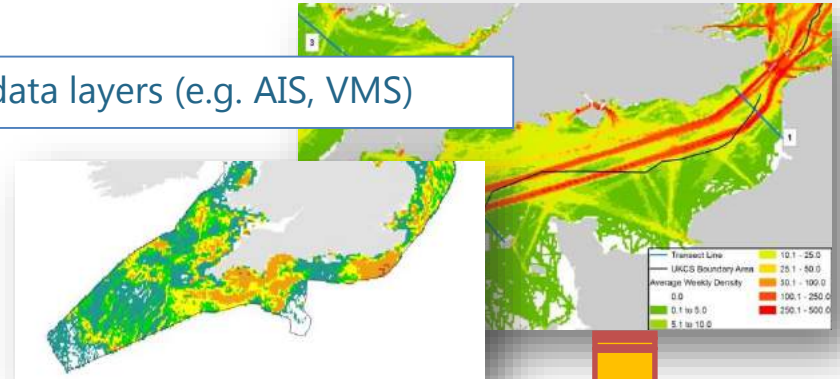 3
data layers (e.g. AIS, VMS)
1
Transect Line
UKCS Boundary Area
Average Weekly Density
0.0
0.1 to 5.0
5.1 to 10.0
10.1 - 25.0
25.1 - 50.0
50.1 - 100.0
100.1 - 250.0
250.1 - 500.0